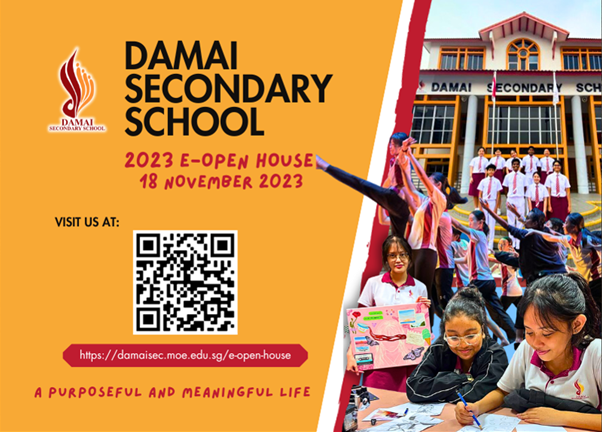 DAMAI
SECONDARY
SCHOOL
DAMAI
SECONDARY SCHOOL
2023 E-OPEN HOUSE
18 NOVEMBER 2023
VISIT US AT:
https://damaisec.moe.edu.sg/e-open-house
A PURPOSEFUL AND MEANINGFUL LIFE
DAMAI SECONDARY SCH